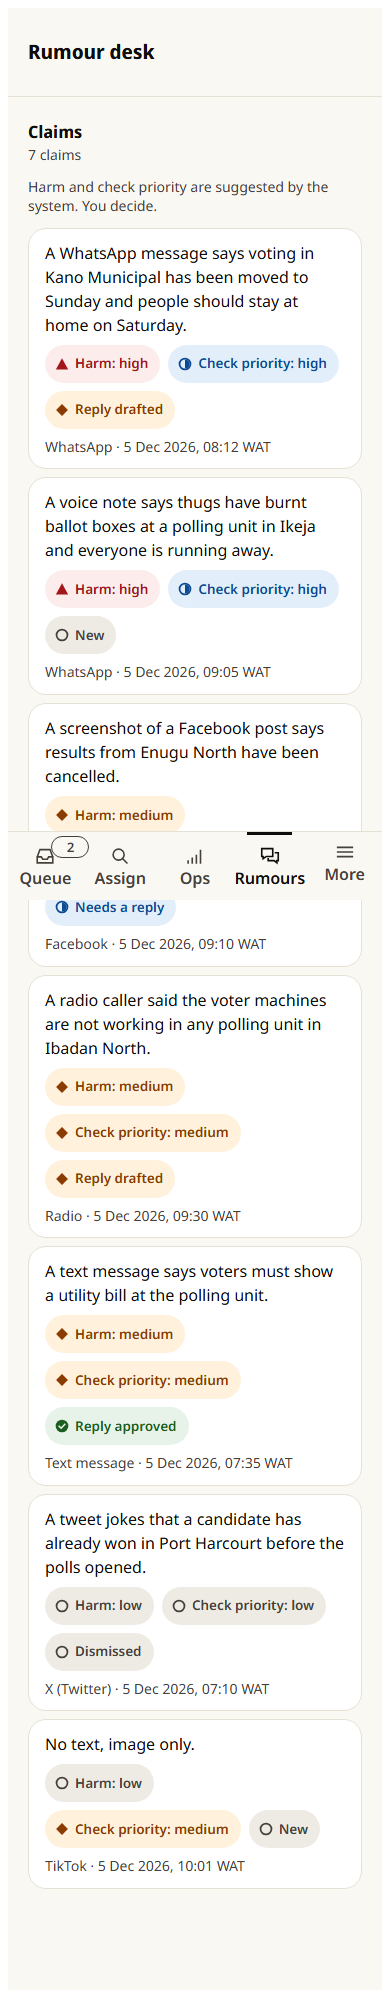 Rumour desk
Claims
7 claims
Harm and check priority are suggested by the
system. You decide.
A WhatsApp message says voting in
Kano Municipal has been moved to
Sunday and people should stay at
home on Saturday.
Harm: high
Check priority: high
Reply drafted
WhatsApp · 5 Dec 2026, 08:12 WAT
A voice note says thugs have burnt
ballot boxes at a polling unit in Ikeja
and everyone is running away.
Harm: high
Check priority: high
New
WhatsApp · 5 Dec 2026, 09:05 WAT
A screenshot of a Facebook post says
results from Enugu North have been
cancelled.
Harm: medium
2
Queue
Assign
Ops
Rumours
More
Needs a reply
Facebook · 5 Dec 2026, 09:10 WAT
A radio caller said the voter machines
are not working in any polling unit in
Ibadan North.
Harm: medium
Check priority: medium
Reply drafted
Radio · 5 Dec 2026, 09:30 WAT
A text message says voters must show
a utility bill at the polling unit.
Harm: medium
Check priority: medium
Reply approved
Text message · 5 Dec 2026, 07:35 WAT
A tweet jokes that a candidate has
already won in Port Harcourt before the
polls opened.
Harm: low
Check priority: low
Dismissed
X (Twitter) · 5 Dec 2026, 07:10 WAT
No text, image only.
Harm: low
Check priority: medium
New
TikTok · 5 Dec 2026, 10:01 WAT